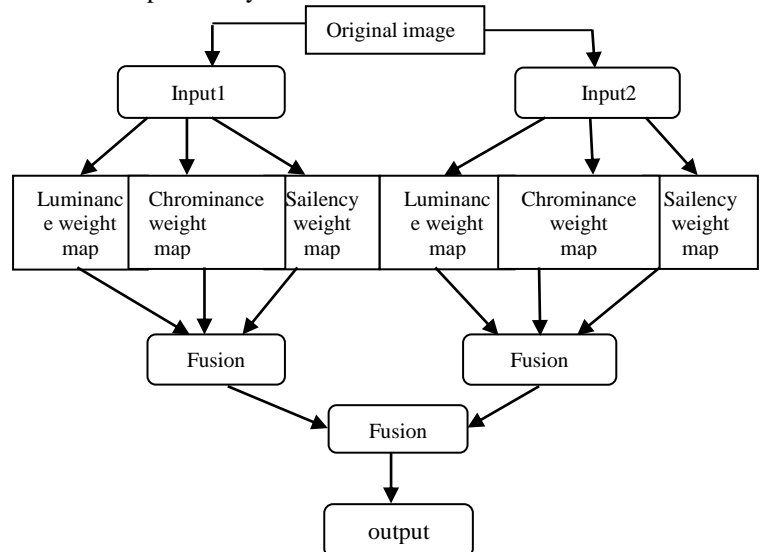 Original image
Input1
Input2
Luminanc
e weight
map
Chrominance
weight
map
Sailency
weight
map
Luminanc
e weight
map
Chrominance
weight
map
Sailency
weight
map
Fusion
Fusion
Fusion
output